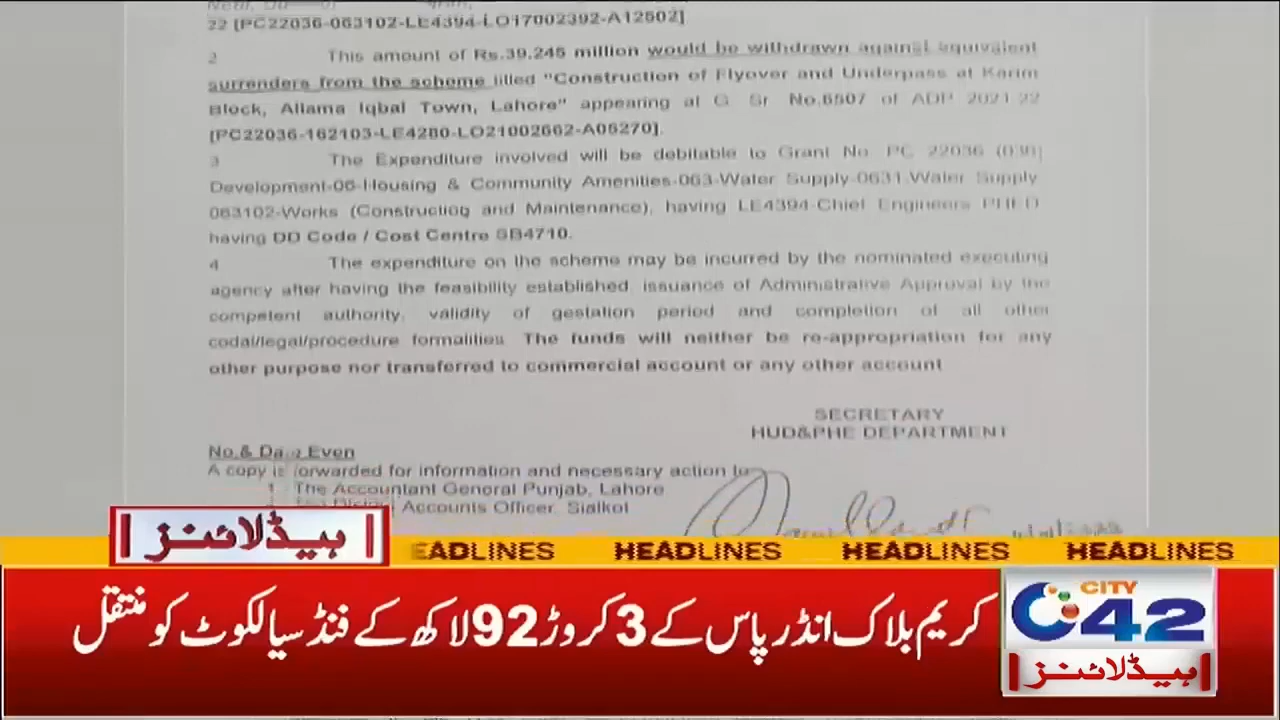 22 [PC22036-063102-LE4394-LO17002392-A12502]
2 This amount of Rs.39.245 million would be withdrawn against equivalent
surrenders from the scheme titled "Construction of Flyover and Underpass at Karim
Block, Allama Iqbal Town, Lahore" appearing at G. Sr. No.6507 of ADP 2021-22
[PC22036-162103-LE4280-LO21002662-A05270].
3 The Expenditure involved will be debitable to Grant No. PC 22036 (036)
Development-06-Housing & Community Amenities-063-Water Supply-0631-Water Supply
063102-Works (Construction and Maintenance), having LE4394-Chief Engineers PHED
having DD Code / Cost Centre SB4710.
4 The expenditure on the scheme may be incurred by the nominated executing
agency after having the feasibility established, issuance of Administrative Approval by the
competent authority, validity of gestation period and completion of all other
codal/legal/procedure formalities. The funds will neither be re-appropriation for any
other purpose nor transferred to commercial account or any other account
SECRETARY
HUD&PHE DEPARTMENT
No.& Date Even
A copy is forwarded for information and necessary action to
1 The Accountant General Punjab, Lahore
Accounts Officer, Sialkot
ہیڈلائنز
EADLINES HEADLINES HEADLINES HEADLINES
کریم بلاک انڈر پاس کے 3 کروڑ 92 لاکھ کے فنڈ سیالکوٹ کو منتقل
CITY
42
ہیڈلائنز